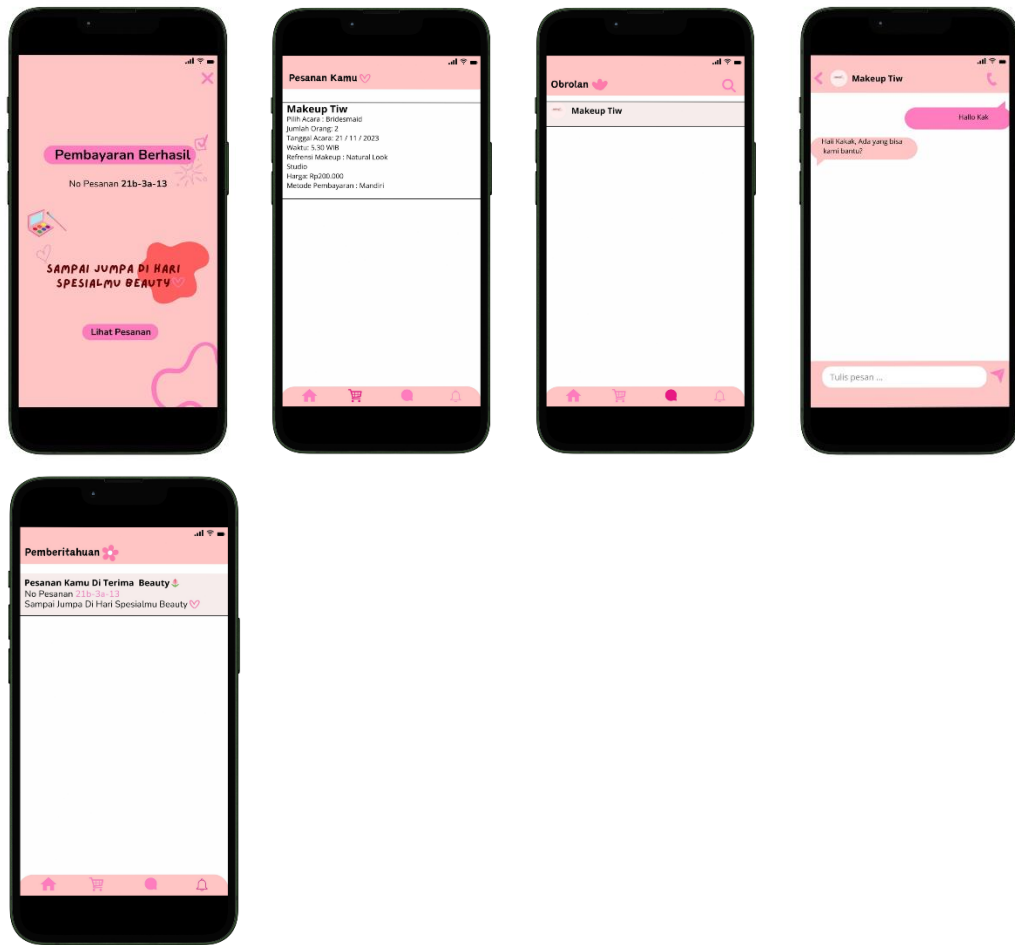 Pembayaran Berhasil
No Pesanan 21b-3a-13
SAMPAI JUMPA DI HARI
SPESIALMU BEAUTY
Lihat Pesanan
Pesanan Kamu
Makeup Tiw
Pilih Acara : Bridesmaid
Jumlah Orang: 2
Tanggal Acara: 21 / 11 / 2023
Waktu: 5.30 WIB
Refrensi Makeup : Natural Look
Studio
Harga: Rp200.000
Metode Pembayaran : Mandiri
Obrolan
Makeup Tiw
Makeup Tiw
Hallo Kak
Kakak, Ada yang bisa
kami bantu?
Tulis pesan ...
Pemberitahuan
Pesanan Kamu Di Terima Beauty
No Pesanan 21b-3a-13
Sampai Jumpa Di Hari Spesialmu Beauty